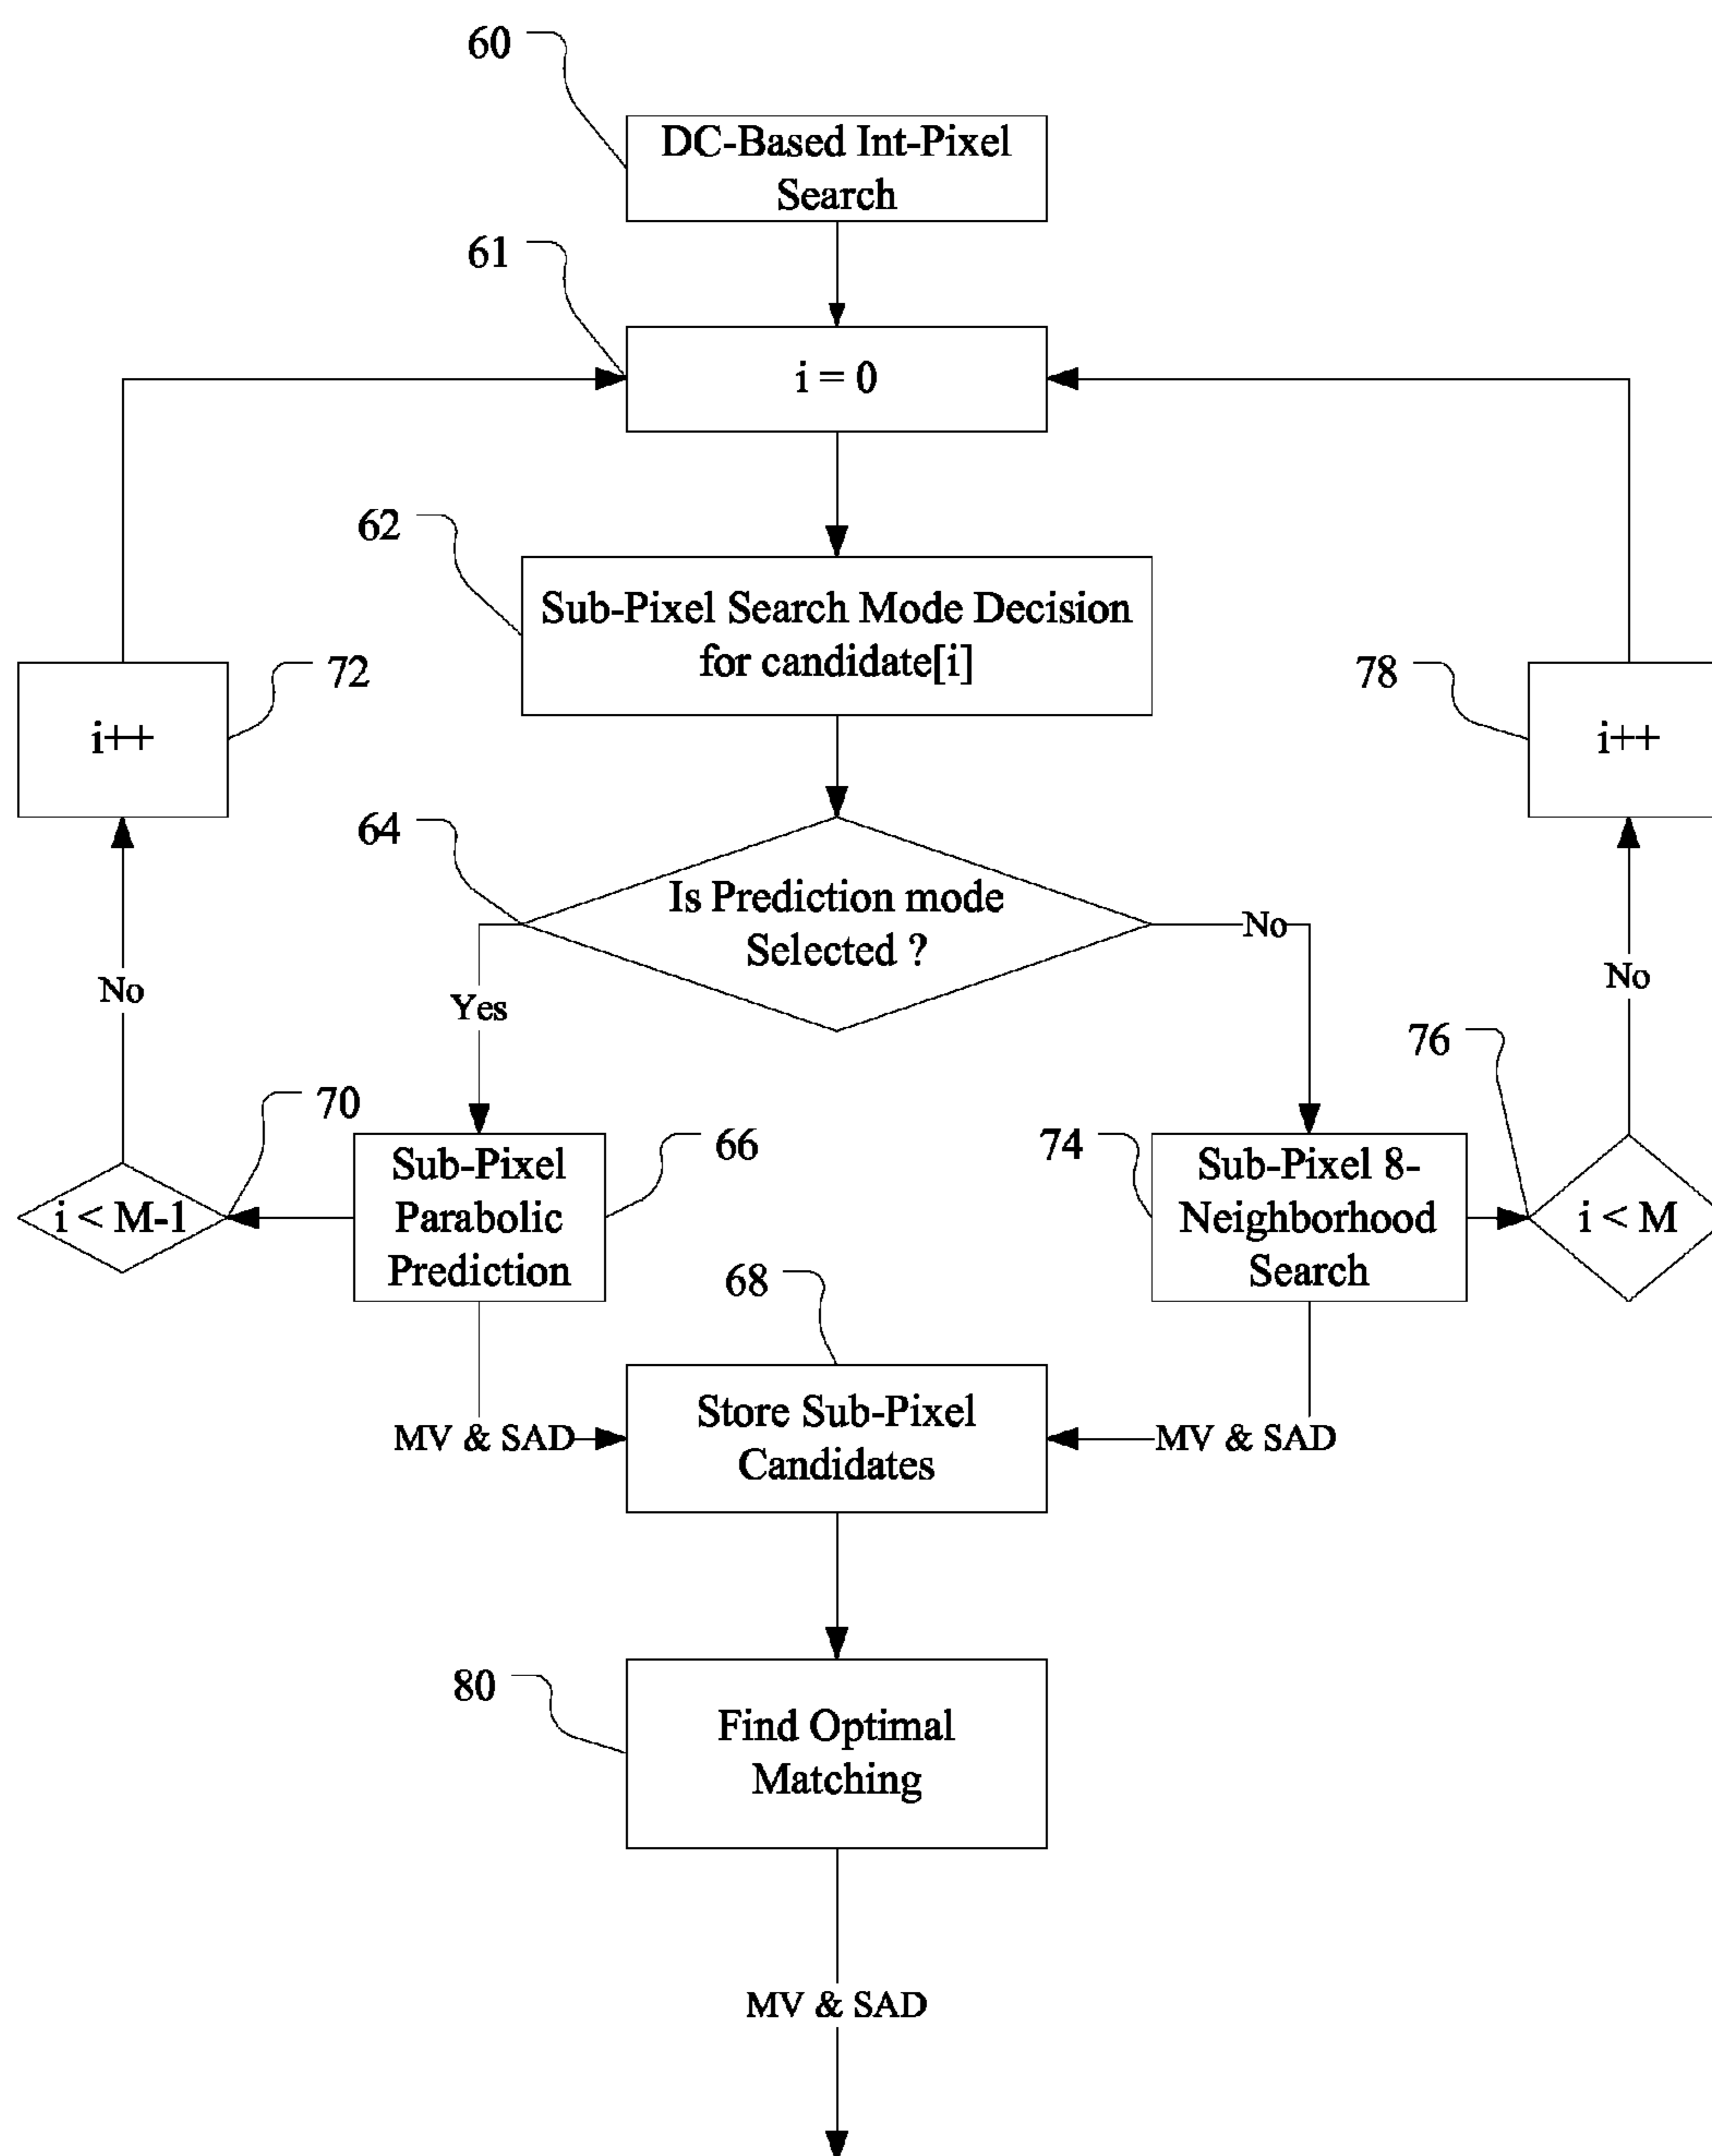 60
DC-Based Int-Pixel
Search
61
i = 0
62
Sub-Pixel Search Mode Decision
for candidate[i]
72
i++
78
i++
64
Is Prediction mode
Selected ?
No
Yes
No
No
70
i < M-1
66
Sub-Pixel
Parabolic
Prediction
74
Sub-Pixel 8-
Neighborhood
Search
76
i < M
68
MV & SAD
Store Sub-Pixel
Candidates
MV & SAD
80
Find Optimal
Matching
MV & SAD